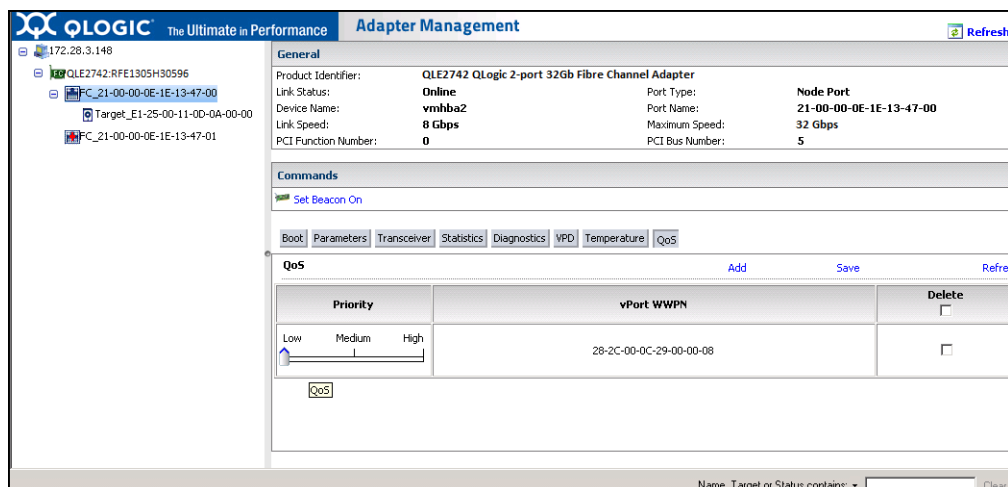 QLOGIC The Ultimate in Performance Adapter Management
Refresh
172.28.3.148
QLE2742:RFE1305H30596
FC_21-00-00-0E-1E-13-47-00
Target_E1-25-00-11-0D-0A-00-00
FC_21-00-00-0E-1E-13-47-01
General
Product Identifier: QLE2742 QLogic 2-port 32Gb Fibre Channel Adapter
Link Status: Online Port Type: Node Port
Device Name: vmhba2 Port Name: 21-00-00-0E-1E-13-47-00
Link Speed: 8 Gbps Maximum Speed: 32 Gbps
PCI Function Number: 0 PCI Bus Number: 5
Commands
Set Beacon On
Boot Parameters Transceiver Statistics Diagnostics VPD Temperature QoS
QoS Add Save Refre
Priority vPort WWPN Delete
Low Medium High
28-2C-00-0C-29-00-00-08
QoS
Name, Target or Status contains: Clea